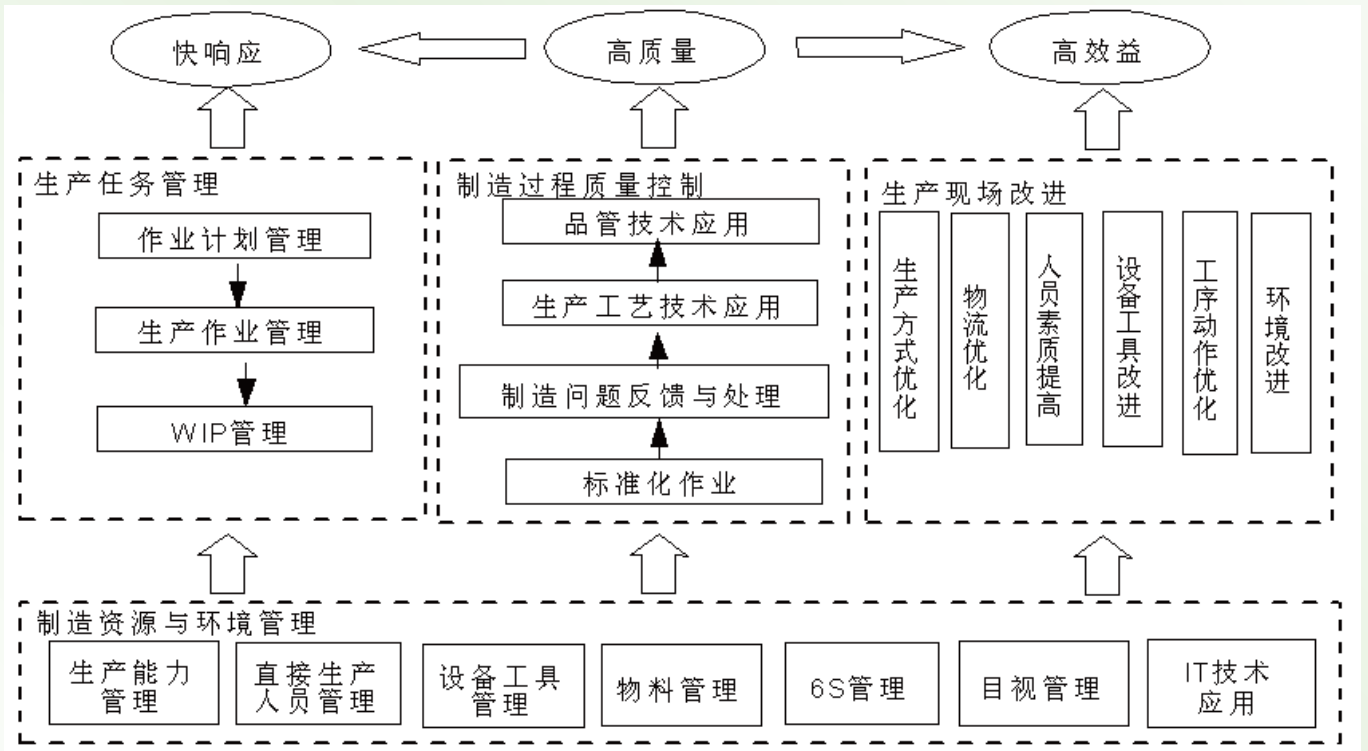 快响应
高质量
高效益
生产任务管理
作业计划管理
生产作业管理
WIP管理
制造过程质量控制
品管技术应用
生产工艺技术应用
制造问题反馈与处理
标准化作业
生产现场改进
生产方式优化
物流优化
人员素质提高
设备工具改进
工序动作优化
环境改进
制造资源与环境管理
生产能力
管理
直接生产
人员管理
设备工具
管理
物料管理
6S管理
目视管理
IT技术
应用